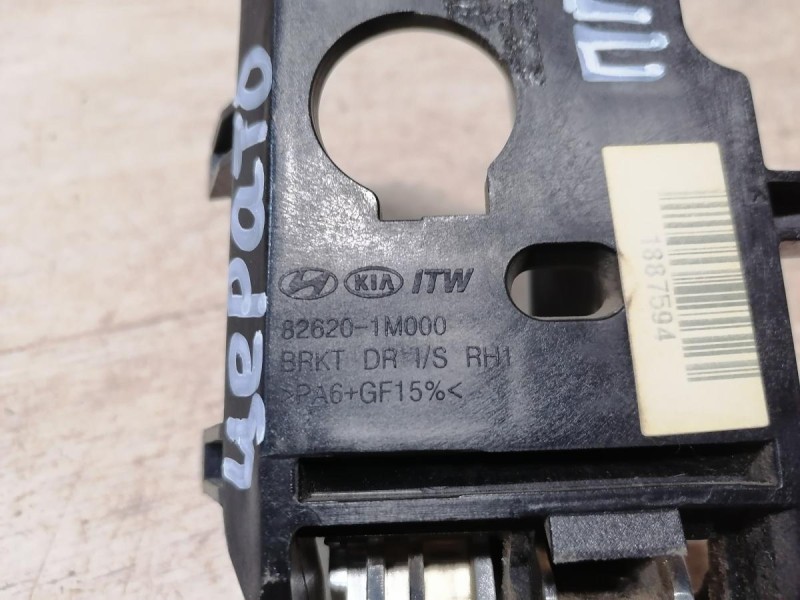 KIA ITW
82620-1M000
BRKT DR I/S RH1
>PA6+GF15%<
1887594
церато